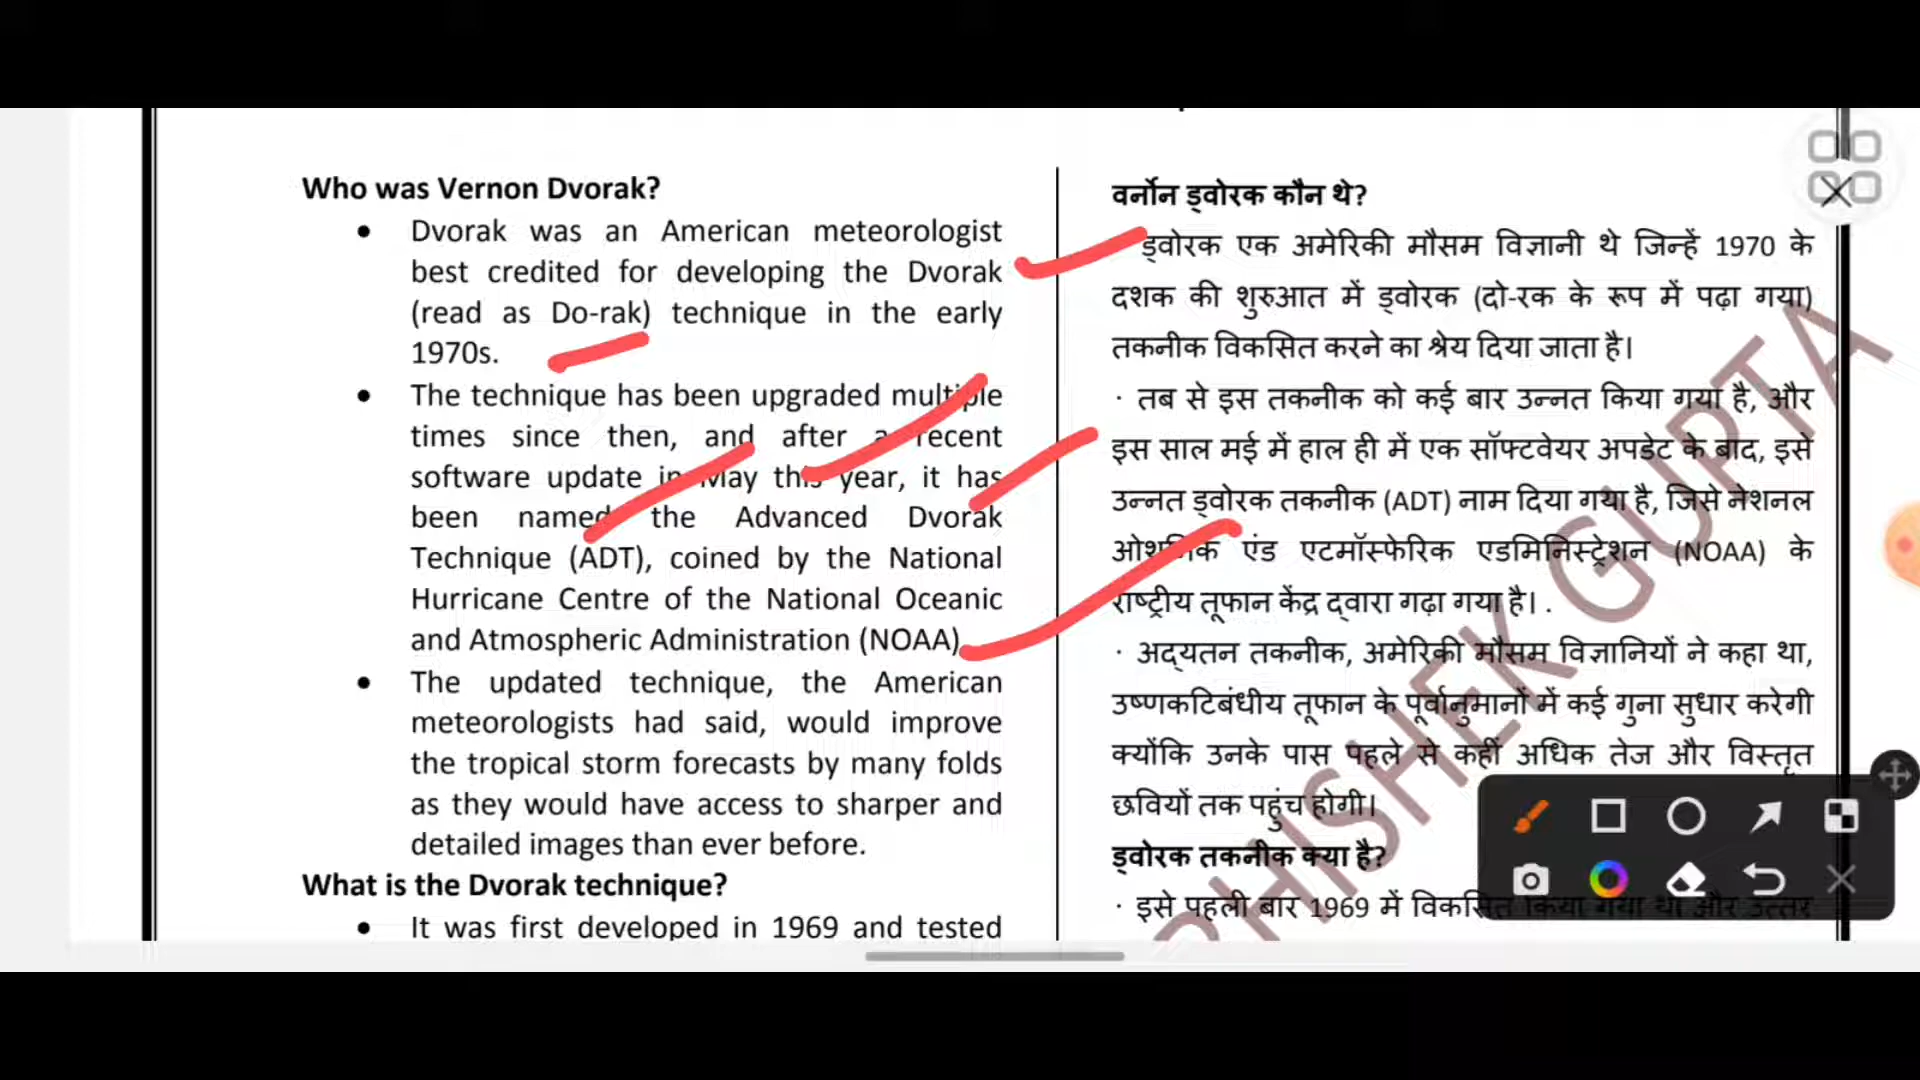 Who was Vernon Dvorak?
• Dvorak was an American meteorologist
best credited for developing the Dvorak
(read as Do-rak) technique in the early
1970s.
• The technique has been upgraded multiple
times since then, and after a recent
software update in May this year, it has
been named the Advanced Dvorak
Technique (ADT), coined by the National
Hurricane Centre of the National Oceanic
and Atmospheric Administration (NOAA)
• The updated technique, the American
meteorologists had said, would improve
the tropical storm forecasts by many folds
as they would have access to sharper and
detailed images than ever before.
What is the Dvorak technique?
• It was first developed in 1969 and tested
वर्नोन ड्वोरक कौन थे?
ड्वोरक एक अमेरिकी मौसम विज्ञानी थे जिन्हें 1970 के
दशक की शुरुआत में ड्वोरक (दो-रक के रूप में पढ़ा गया)
तकनीक विकसित करने का श्रेय दिया जाता है।
· तब से इस तकनीक को कई बार उन्नत किया गया है, और
इस साल मई में हाल ही में एक सॉफ्टवेयर अपडेट के बाद, इसे
उन्नत ड्वोरक तकनीक (ADT) नाम दिया गया है, जिसे नेशनल
ओशनिक एंड एटमॉस्फेरिक एडमिनिस्ट्रेशन (NOAA) के
राष्ट्रीय तूफान केंद्र द्वारा गढ़ा गया है। .
· अद्यतन तकनीक, अमेरिकी मौसम विज्ञानियों ने कहा था,
उष्णकटिबंधीय तूफान के पूर्वानुमानों में कई गुना सुधार करेगी
क्योंकि उनके पास पहले से कहीं अधिक तेज और विस्तृत
छवियों तक पहुंच होगी।
ड्वोरक तकनीक क्या है?
· इसे पहली बार 1969 में विकसित किया गया था और उत्तर
BHISHEK GUPTA